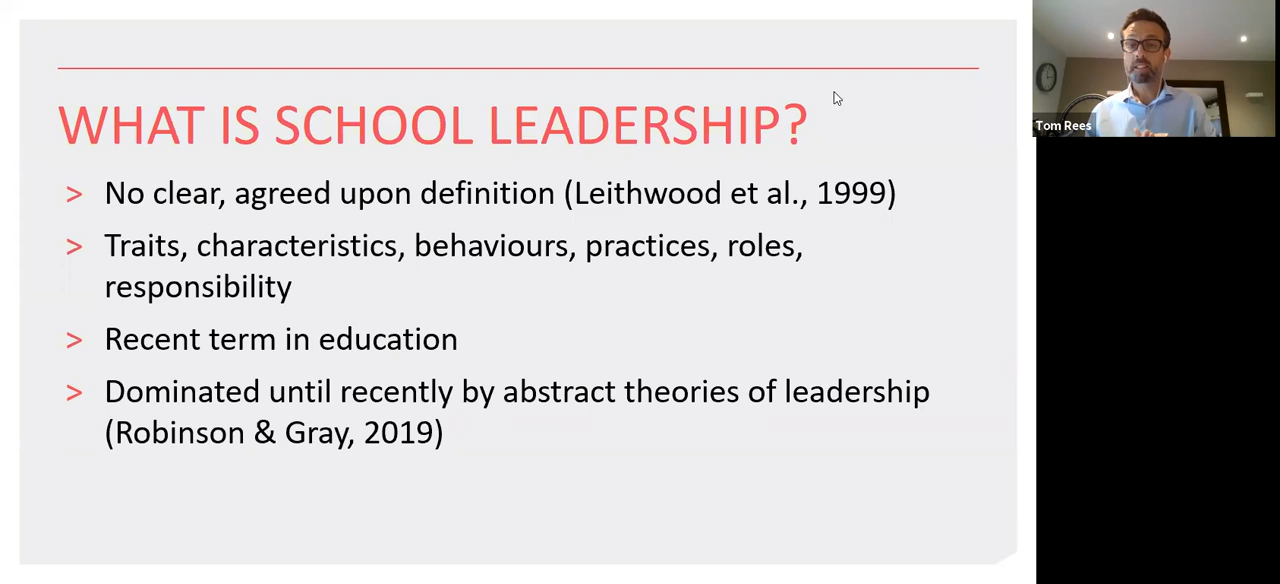 WHAT IS SCHOOL LEADERSHIP?
> No clear, agreed upon definition (Leithwood et al., 1999)
> Traits, characteristics, behaviours, practices, roles,
responsibility
> Recent term in education
> Dominated until recently by abstract theories of leadership
(Robinson & Gray, 2019)
Tom Rees